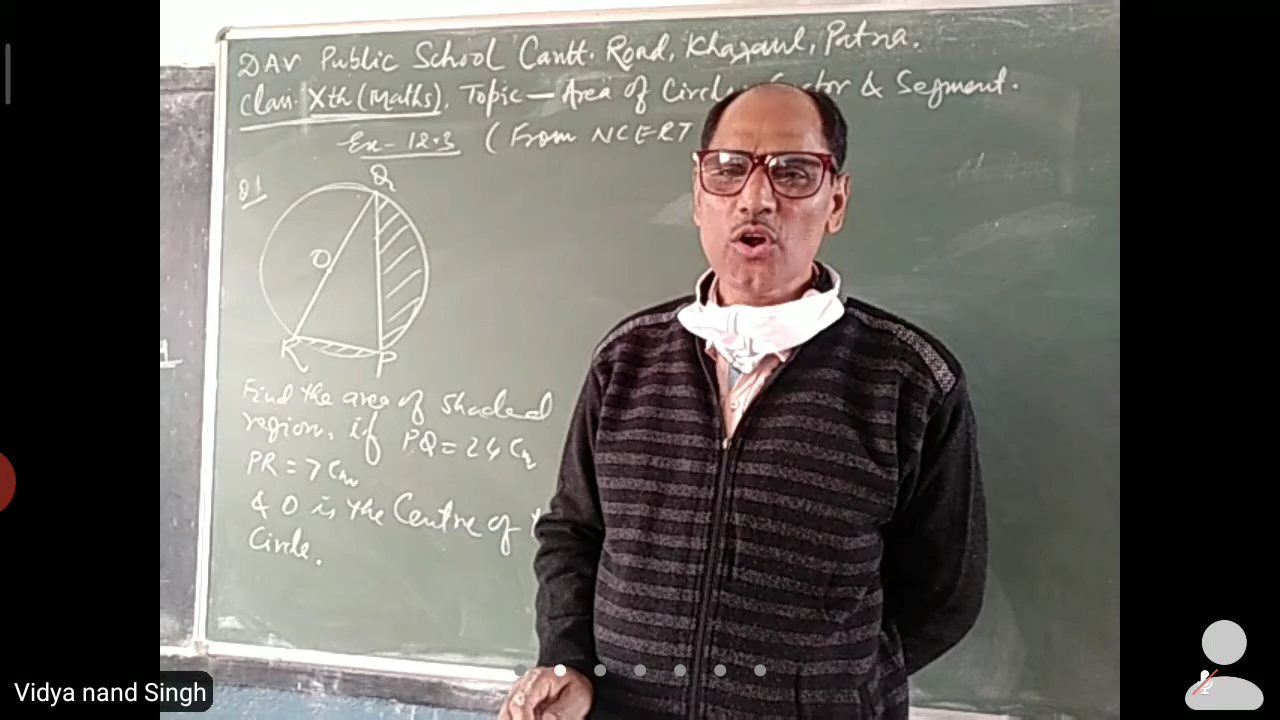 DAV Public School Cantt. Road, Khagaul, Patna.
Class. Xth (Maths), Topic — Area of Circle, Sector & Segment.
Ex - 12.3 ( From NCERT
Q1
Q
O
R P
Find the area of Shaded
region, if PQ = 24 Cm
PR = 7 Cm
& O is the Centre of
Circle.
Vidya nand Singh